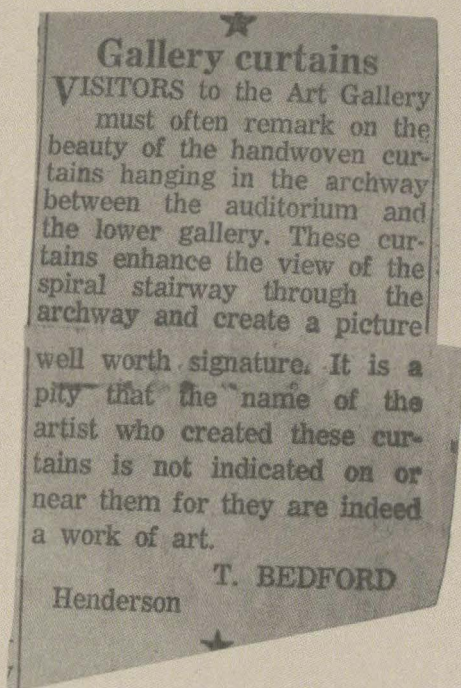 Gallery curtains
VISITORS to the Art Gallery
must often remark on the
beauty of the handwoven cur-
tains hanging in the archway
between the auditorium and
the lower gallery. These cur-
tains enhance the view of the
spiral stairway through the
archway and create a picture
well worth signature. It is a
pity that the name of the
artist who created these cur-
tains is not indicated on or
near them for they are indeed
a work of art.
T. BEDFORD
Henderson